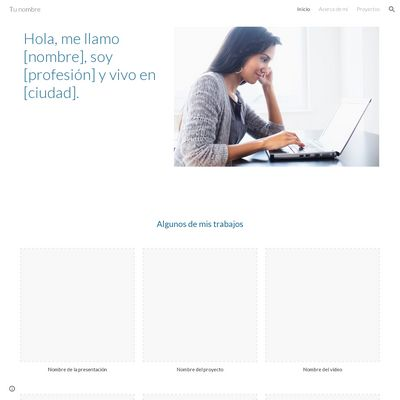 Tu nombre
Inicio
Acerca de mí
Proyectos
Hola, me llamo
[nombre], soy
[profesión] y vivo en
[ciudad].
Algunos de mis trabajos
Nombre de la presentación
Nombre del proyecto
Nombre del vídeo